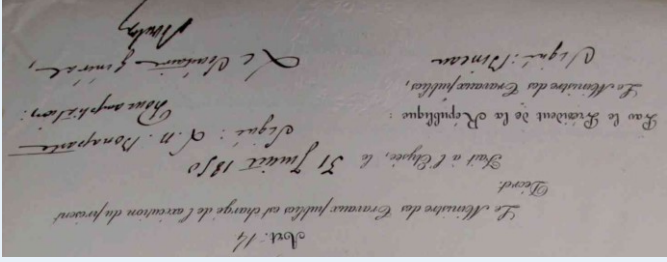 Art. 14
Le Ministre des Travaux publics est chargé de l'exécution du présent
Décret.
Fait à l'Elysée, le 31 Juillet 1850
Signé : L. N. Bonaparte
Par le Président de la République :
Pour ampliation :
Le Ministre des Travaux publics,
Le Secrétaire général,
Signé : Bineau